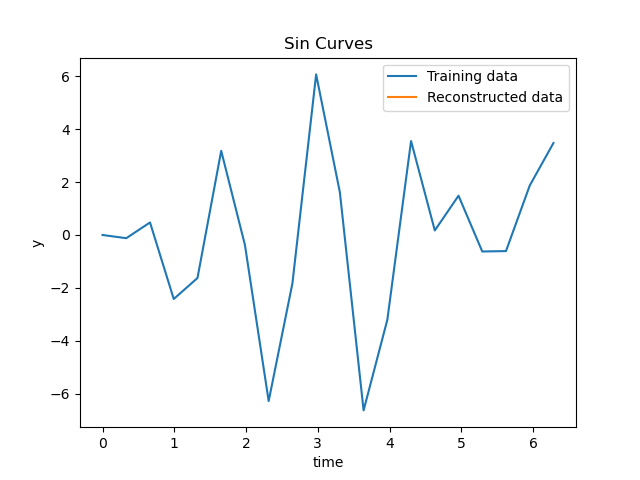 Sin Curves
Training data
Reconstructed data
6
4
2
0
−2
−4
−6
y
0 1 2 3 4 5 6
time